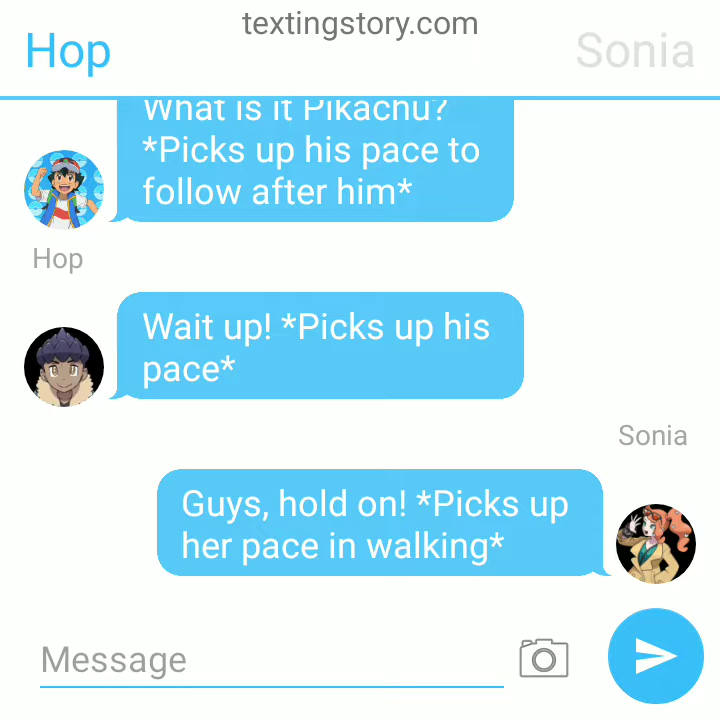 textingstory.com
Hop
Sonia
What is it Pikachu?
*Picks up his pace to
follow after him*
Hop
Wait up! *Picks up his
pace*
Sonia
Guys, hold on! *Picks up
her pace in walking*
Message